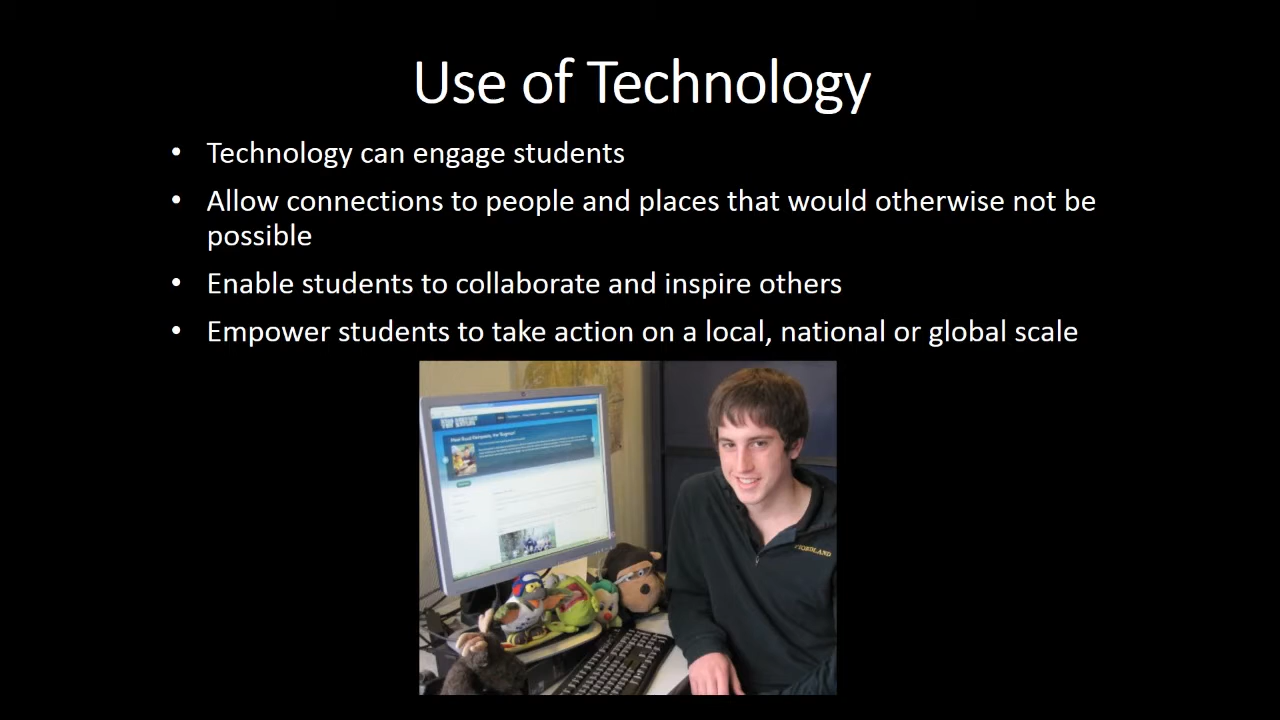 Use of Technology
• Technology can engage students
• Allow connections to people and places that would otherwise not be
possible
• Enable students to collaborate and inspire others
• Empower students to take action on a local, national or global scale